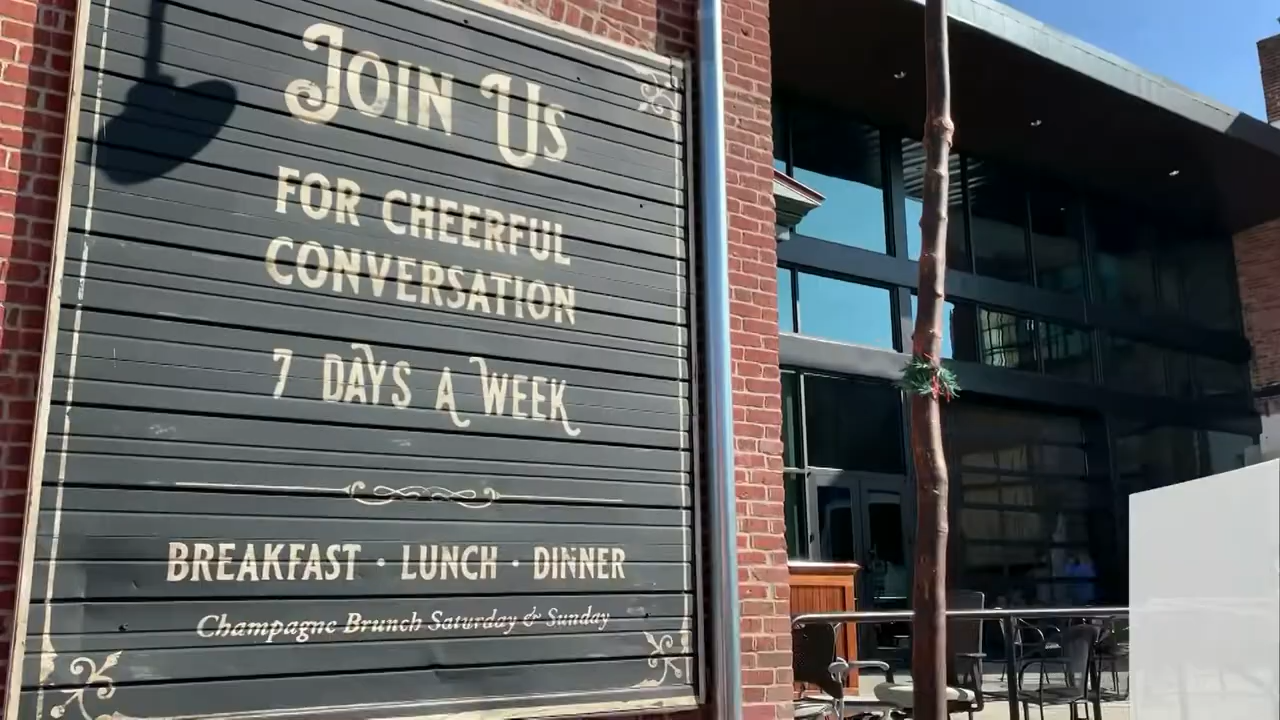 Join Us
FOR CHEERFUL
CONVERSATION
7 DAYS A WEEK
BREAKFAST · LUNCH · DINNER
Champagne Brunch Saturday & Sunday